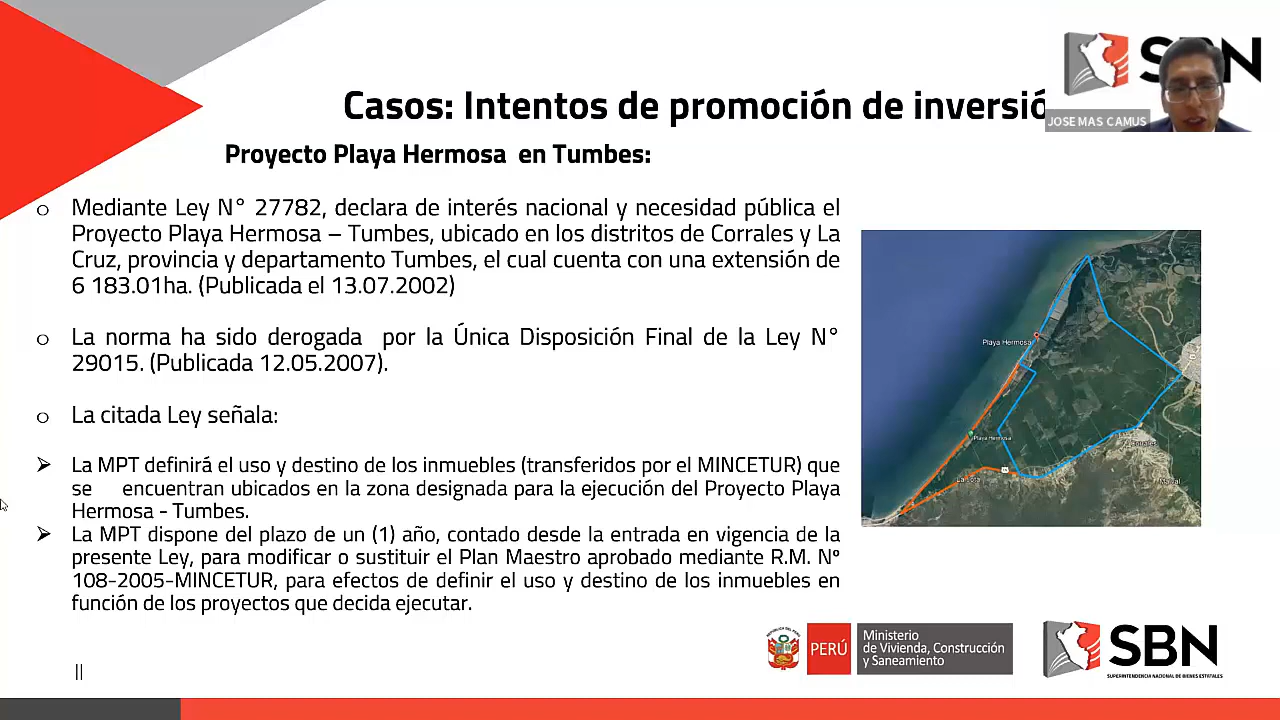 SBN
JOSE MAS CAMUS
Casos: Intentos de promoción de inversió
Proyecto Playa Hermosa en Tumbes:
o Mediante Ley N° 27782, declara de interés nacional y necesidad pública el
Proyecto Playa Hermosa – Tumbes, ubicado en los distritos de Corrales y La
Cruz, provincia y departamento Tumbes, el cual cuenta con una extensión de
6 183.01ha. (Publicada el 13.07.2002)
o La norma ha sido derogada por la Única Disposición Final de la Ley N°
29015. (Publicada 12.05.2007).
o La citada Ley señala:
➢ La MPT definirá el uso y destino de los inmuebles (transferidos por el MINCETUR) que
se encuentran ubicados en la zona designada para la ejecución del Proyecto Playa
Hermosa - Tumbes.
➢ La MPT dispone del plazo de un (1) año, contado desde la entrada en vigencia de la
presente Ley, para modificar o sustituir el Plan Maestro aprobado mediante R.M. Nº
108-2005-MINCETUR, para efectos de definir el uso y destino de los inmuebles en
función de los proyectos que decida ejecutar.
Playa Hermosa
Playa Hermosa
La Jota
PERÚ
Ministerio
de Vivienda, Construcción
y Saneamiento
SBN
SUPERINTENDENCIA NACIONAL DE BIENES ESTATALES
||